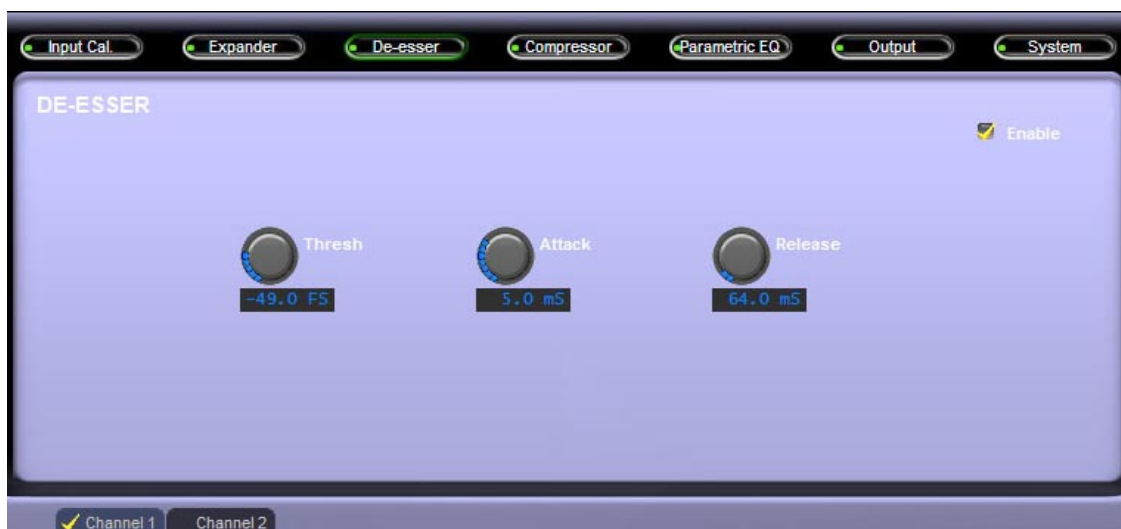 Input Cal. Expander De-esser Compressor Parametric EQ Output System
DE-ESSER
Enable
Thresh Attack Release
-49.0 FS 5.0 mS 64.0 mS
Channel 1 Channel 2